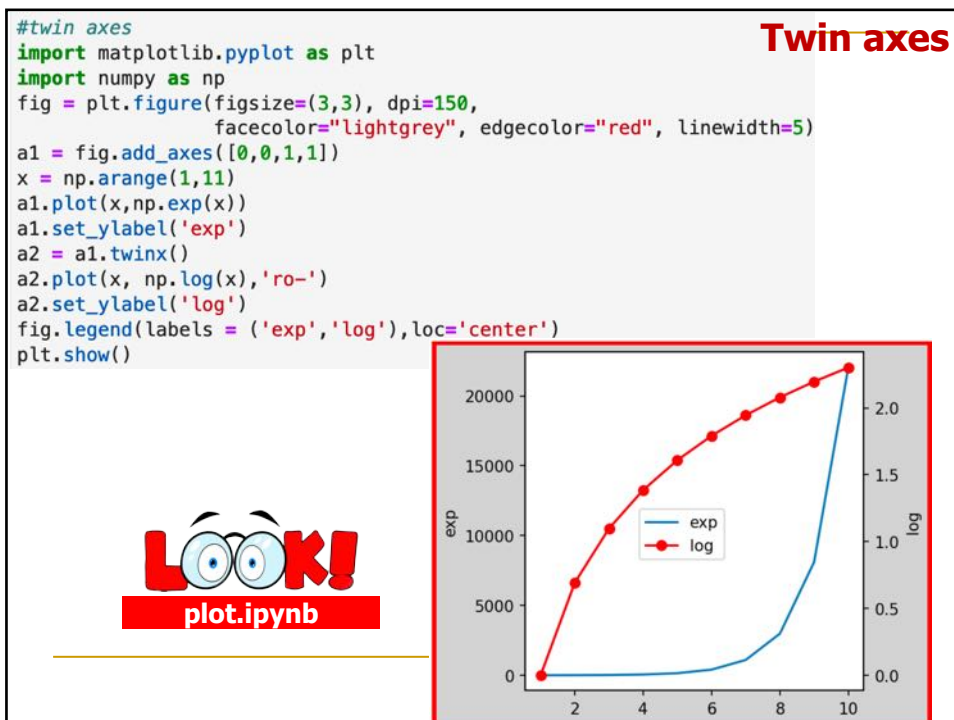 Twin axes
#twin axes
import matplotlib.pyplot as plt
import numpy as np
fig = plt.figure(figsize=(3,3), dpi=150,
                 facecolor="lightgrey", edgecolor="red", linewidth=5)
a1 = fig.add_axes([0,0,1,1])
x = np.arange(1,11)
a1.plot(x,np.exp(x))
a1.set_ylabel('exp')
a2 = a1.twinx()
a2.plot(x, np.log(x),'ro-')
a2.set_ylabel('log')
fig.legend(labels = ('exp','log'),loc='center')
plt.show()
LOOK!
plot.ipynb
20000
15000
10000
5000
0
exp
exp
log
2.0
1.5
1.0
0.5
0.0
log
2 4 6 8 10